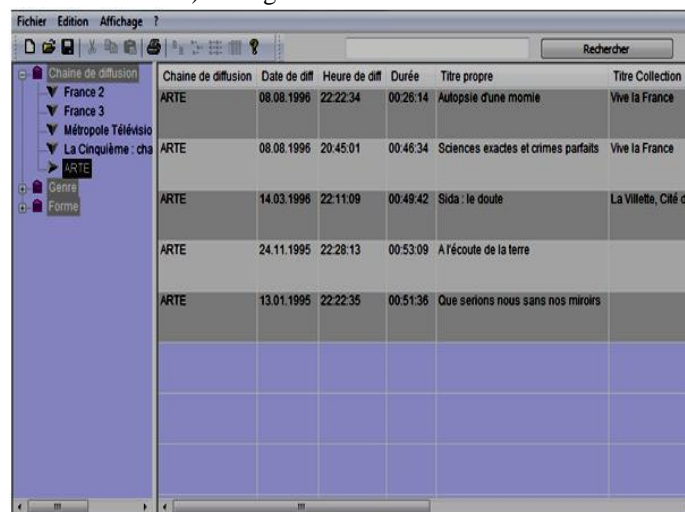 Fichier Edition Affichage ?
Rechercher
Chaine de diffusion
France 2
France 3
Métropole Télévisio
La Cinquième : cha
ARTE
Genre
Forme
Chaine de diffusion Date de diff Heure de diff Durée Titre propre Titre Collection
ARTE 08.08.1996 22:22:34 00:26:14 Autopsie d'une momie Vive la France
ARTE 08.08.1996 20:45:01 00:46:34 Sciences exactes et crimes parfaits Vive la France
ARTE 14.03.1996 22:11:09 00:49:42 Sida : le doute La Villette, Cité d
ARTE 24.11.1995 22:28:13 00:53:09 A l'écoute de la terre
ARTE 13.01.1995 22:22:35 00:51:36 Que serions nous sans nos miroirs